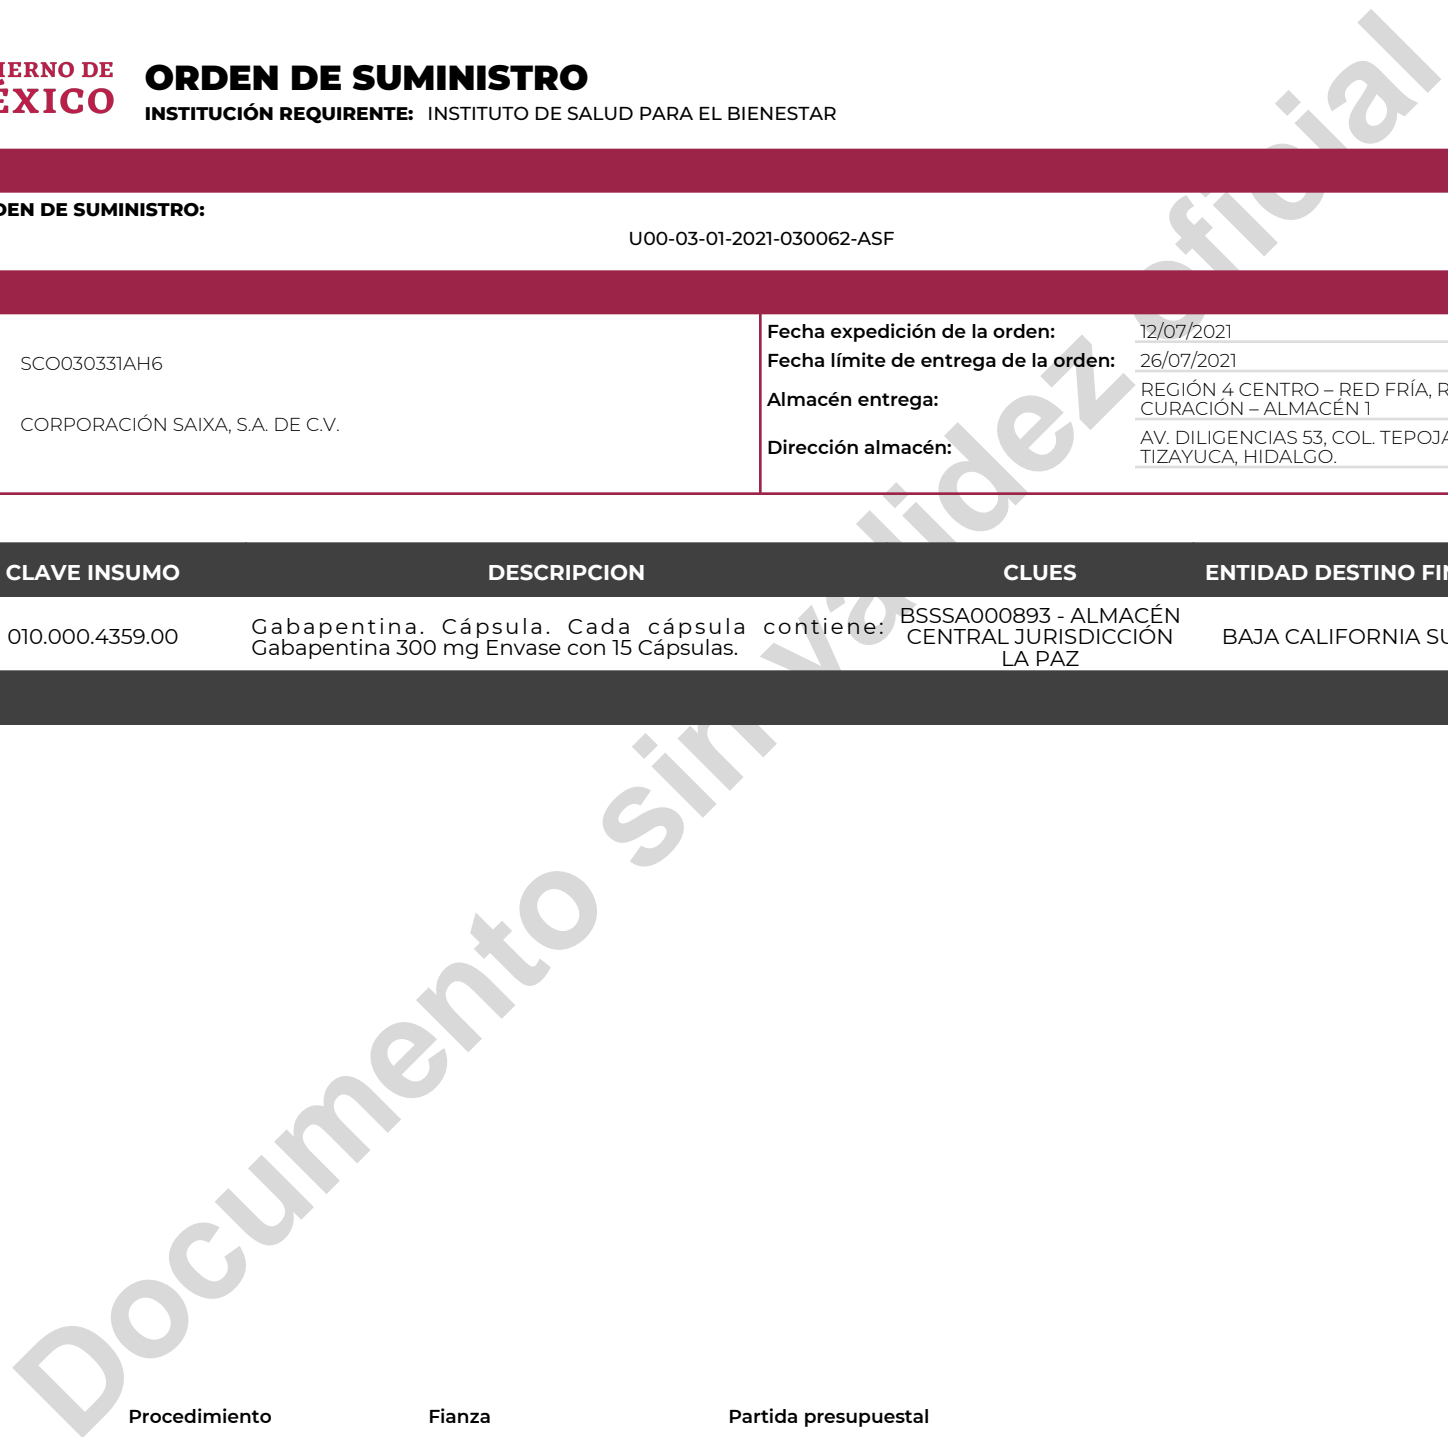 IERNO DE
ÉXICO
ORDEN DE SUMINISTRO
INSTITUCIÓN REQUIRENTE: INSTITUTO DE SALUD PARA EL BIENESTAR
DEN DE SUMINISTRO:
U00-03-01-2021-030062-ASF
SCO030331AH6
CORPORACIÓN SAIXA, S.A. DE C.V.
Fecha expedición de la orden: 12/07/2021
Fecha límite de entrega de la orden: 26/07/2021
Almacén entrega: REGIÓN 4 CENTRO – RED FRÍA, R
CURACIÓN – ALMACÉN 1
Dirección almacén: AV. DILIGENCIAS 53, COL. TEPOJA
TIZAYUCA, HIDALGO.
CLAVE INSUMO DESCRIPCION CLUES ENTIDAD DESTINO FIN
010.000.4359.00
Gabapentina. Cápsula. Cada cápsula contiene:
Gabapentina 300 mg Envase con 15 Cápsulas.
BSSSA000893 - ALMACÉN
CENTRAL JURISDICCIÓN
LA PAZ
BAJA CALIFORNIA SU
Documento sin validez oficial
Procedimiento Fianza Partida presupuestal